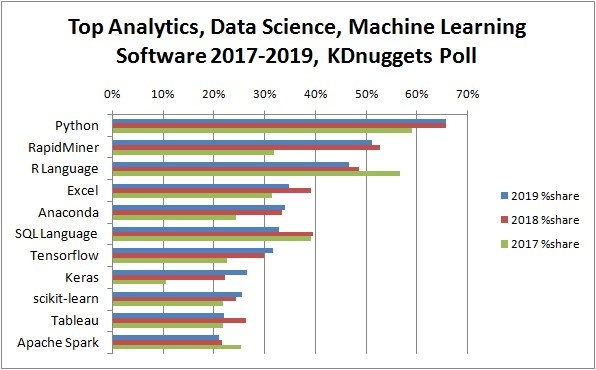 Top Analytics, Data Science, Machine Learning
Software 2017-2019, KDnuggets Poll
0% 10% 20% 30% 40% 50% 60% 70%
Python
RapidMiner
R Language
Excel
Anaconda
SQL Language
Tensorflow
Keras
scikit-learn
Tableau
Apache Spark
2019 %share
2018 %share
2017 %share